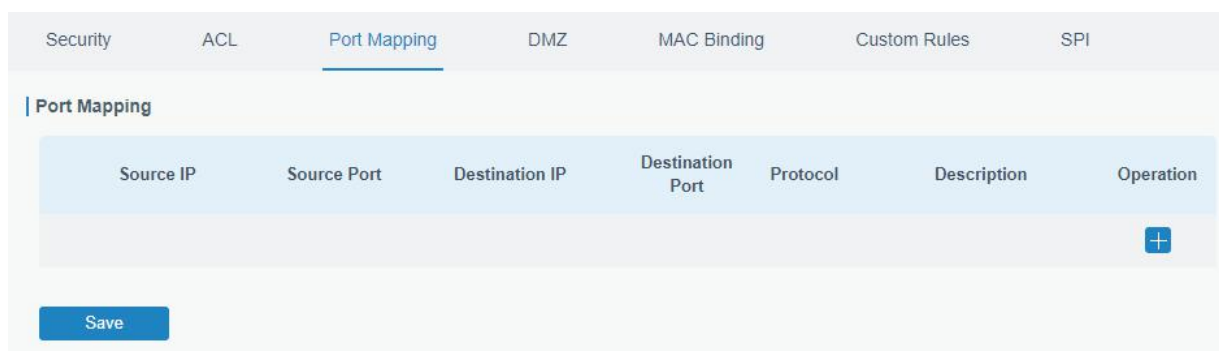 Security ACL Port Mapping DMZ MAC Binding Custom Rules SPI
Port Mapping
Source IP Source Port Destination IP Destination Port Protocol Description Operation
Save